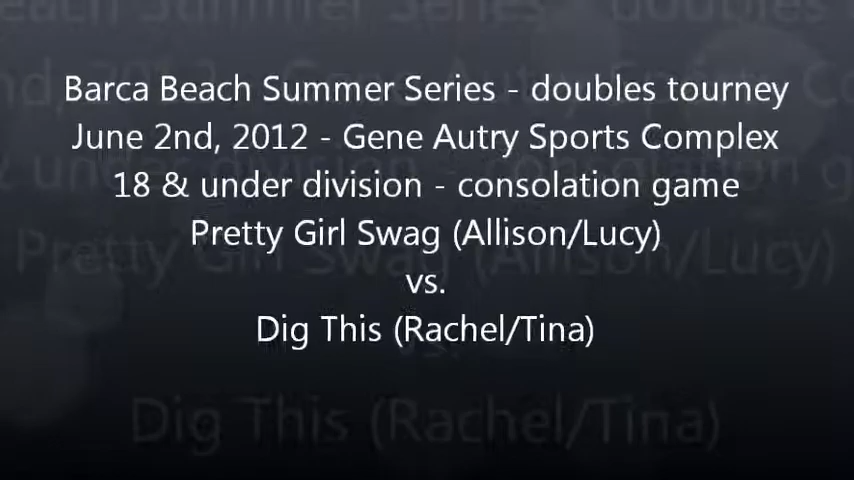 Barca Beach Summer Series - doubles tourney
June 2nd, 2012 - Gene Autry Sports Complex
18 & under division - consolation game
Pretty Girl Swag (Allison/Lucy)
vs.
Dig This (Rachel/Tina)